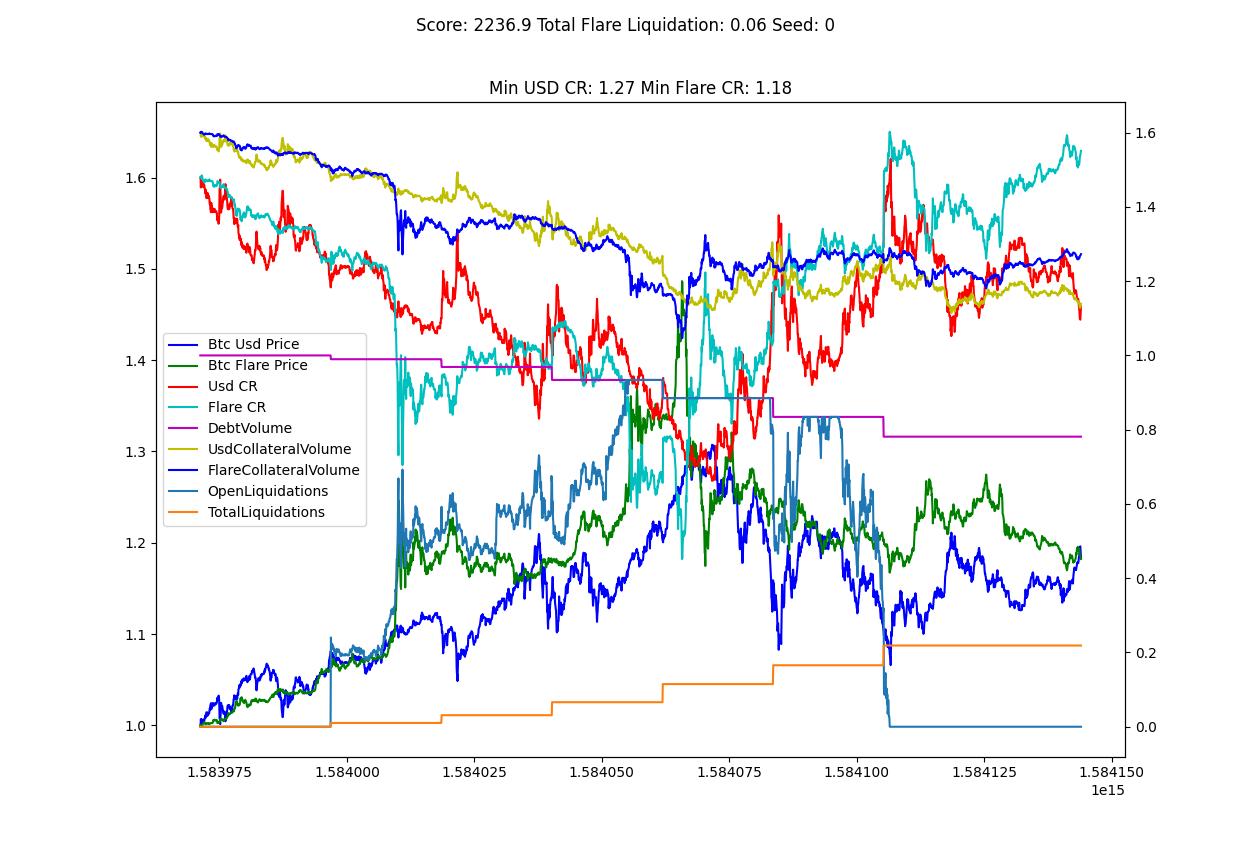 Score: 2236.9 Total Flare Liquidation: 0.06 Seed: 0
Min USD CR: 1.27 Min Flare CR: 1.18
1.6
1.5
1.4
1.3
1.2
1.1
1.0
1.6
1.4
1.2
1.0
0.8
0.6
0.4
0.2
0.0
Btc Usd Price
Btc Flare Price
Usd CR
Flare CR
DebtVolume
UsdCollateralVolume
FlareCollateralVolume
OpenLiquidations
TotalLiquidations
1.583975 1.584000 1.584025 1.584050 1.584075 1.584100 1.584125 1.584150
1e15